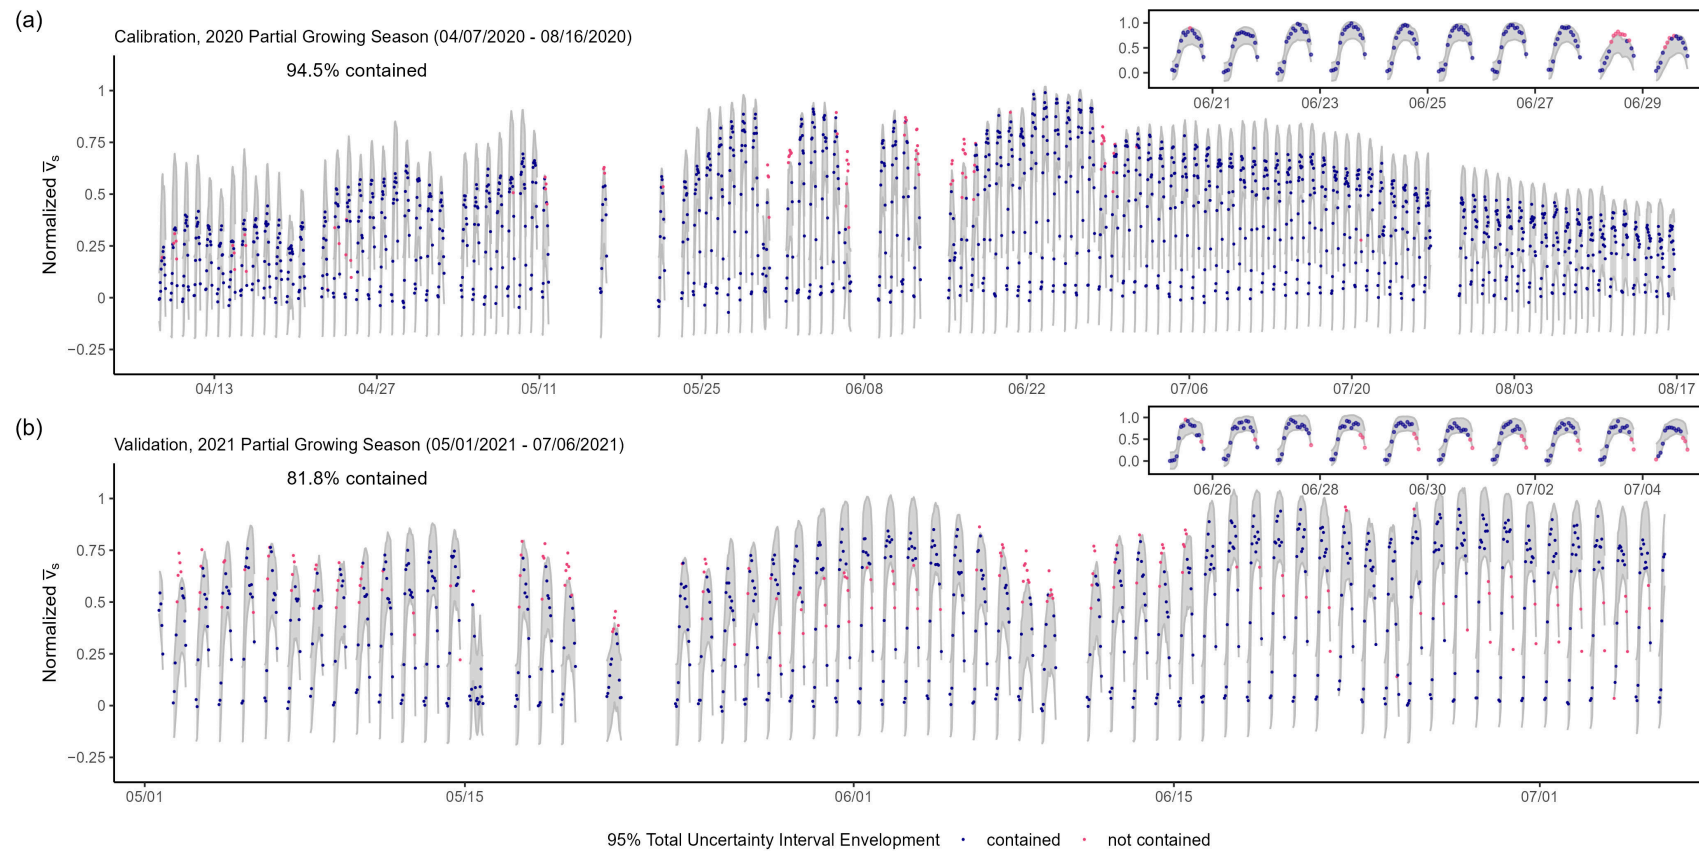 (a)
Calibration, 2020 Partial Growing Season (04/07/2020 - 08/16/2020)
94.5% contained
1.0
0.5
0.0
06/21 06/23 06/25 06/27 06/29
Normalized v̅s
1
0.75
0.5
0.25
0
−0.25
04/13 04/27 05/11 05/25 06/08 06/22 07/06 07/20 08/03 08/17
(b)
Validation, 2021 Partial Growing Season (05/01/2021 - 07/06/2021)
81.8% contained
1.0
0.5
0.0
06/26 06/28 06/30 07/02 07/04
Normalized v̅s
1
0.75
0.5
0.25
0
−0.25
05/01 05/15 06/01 06/15 07/01
95% Total Uncertainty Interval Envelopment contained not contained